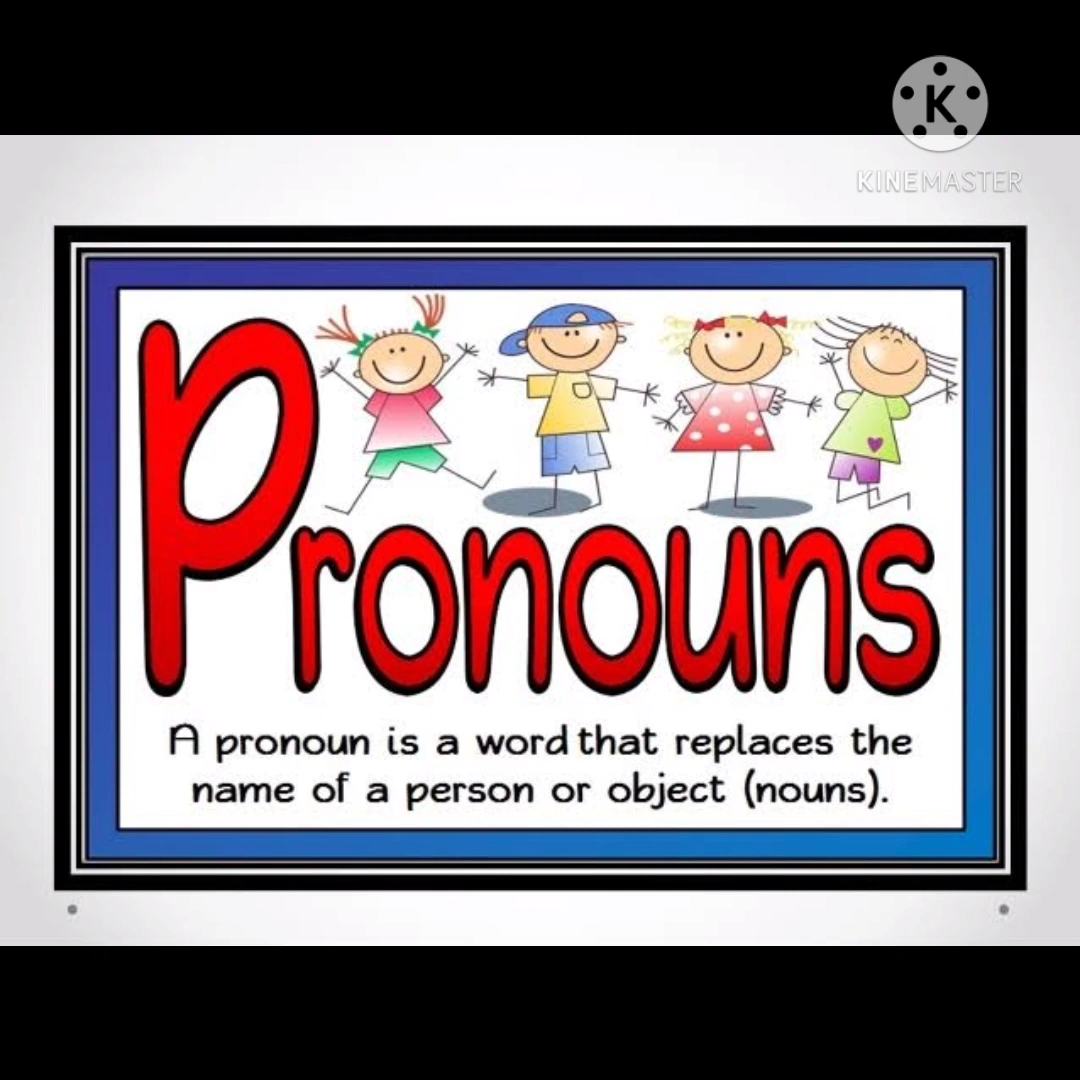 K
KINEMASTER
Pronouns
A pronoun is a word that replaces the
name of a person or object (nouns).